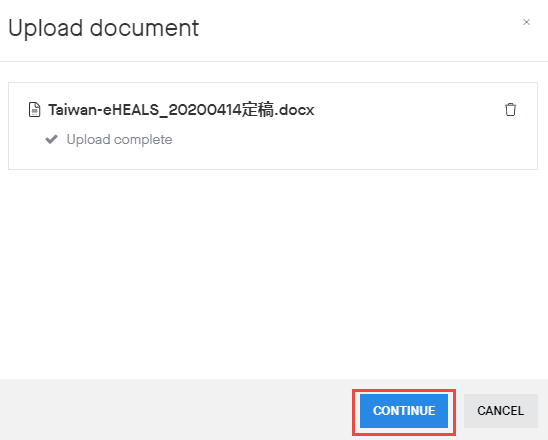 Upload document
Taiwan-eHEALS_20200414定稿.docx
Upload complete
CONTINUE
CANCEL